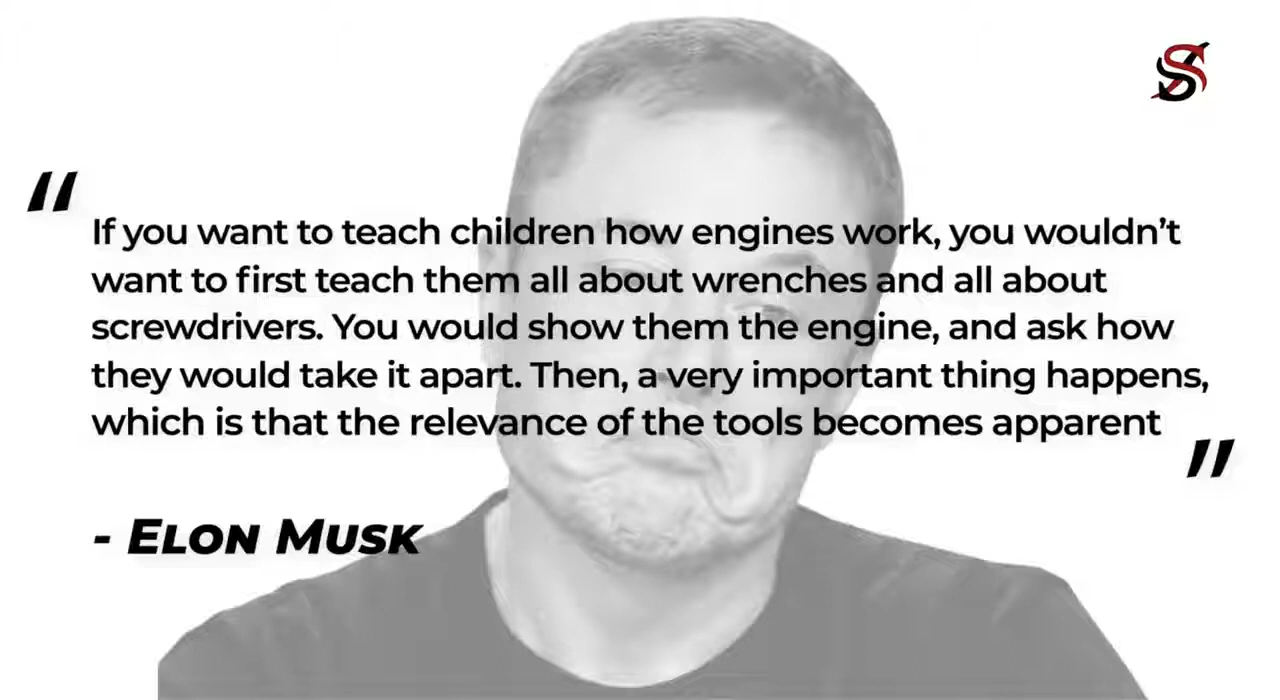 “
If you want to teach children how engines work, you wouldn’t
want to first teach them all about wrenches and all about
screwdrivers. You would show them the engine, and ask how
they would take it apart. Then, a very important thing happens,
which is that the relevance of the tools becomes apparent
”
- Elon Musk